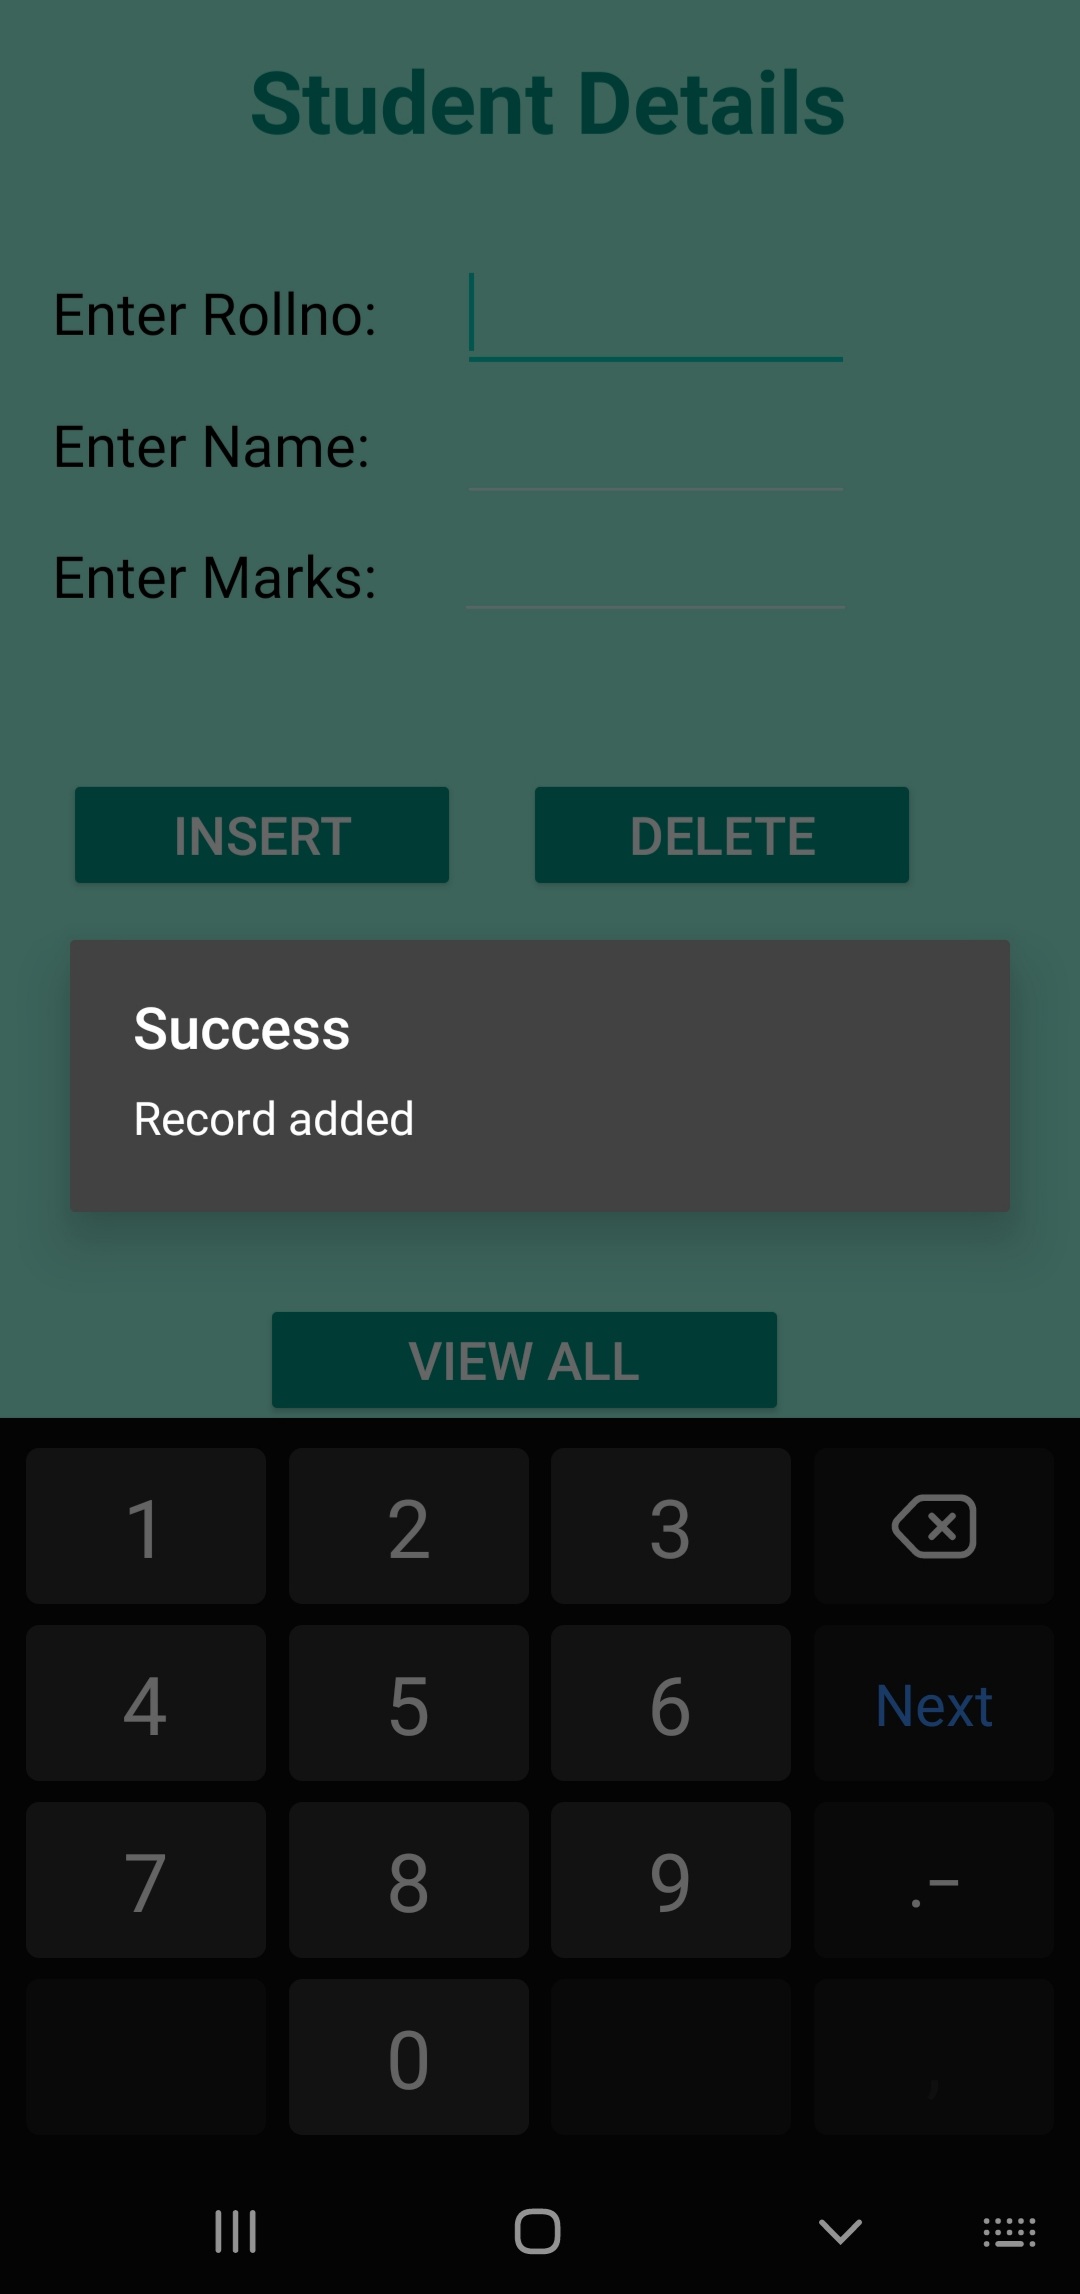 Student Details
Enter Rollno:
Enter Name:
Enter Marks:
INSERT DELETE
Success
Record added
VIEW ALL
1 2 3
4 5 6 Next
7 8 9 .-
0 ,